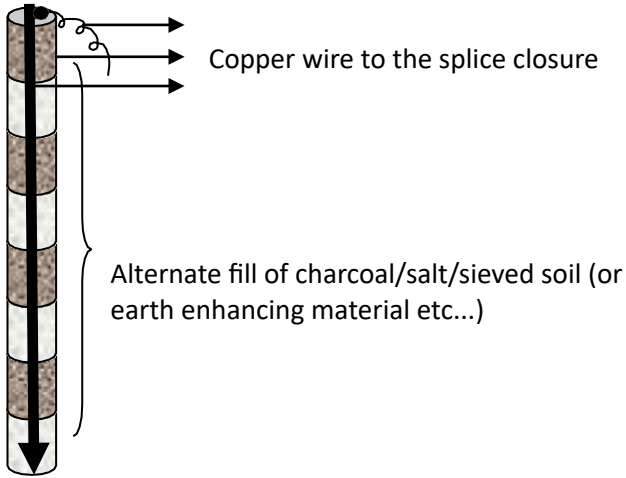 Copper wire to the splice closure
Alternate fill of charcoal/salt/sieved soil (or
earth enhancing material etc...)